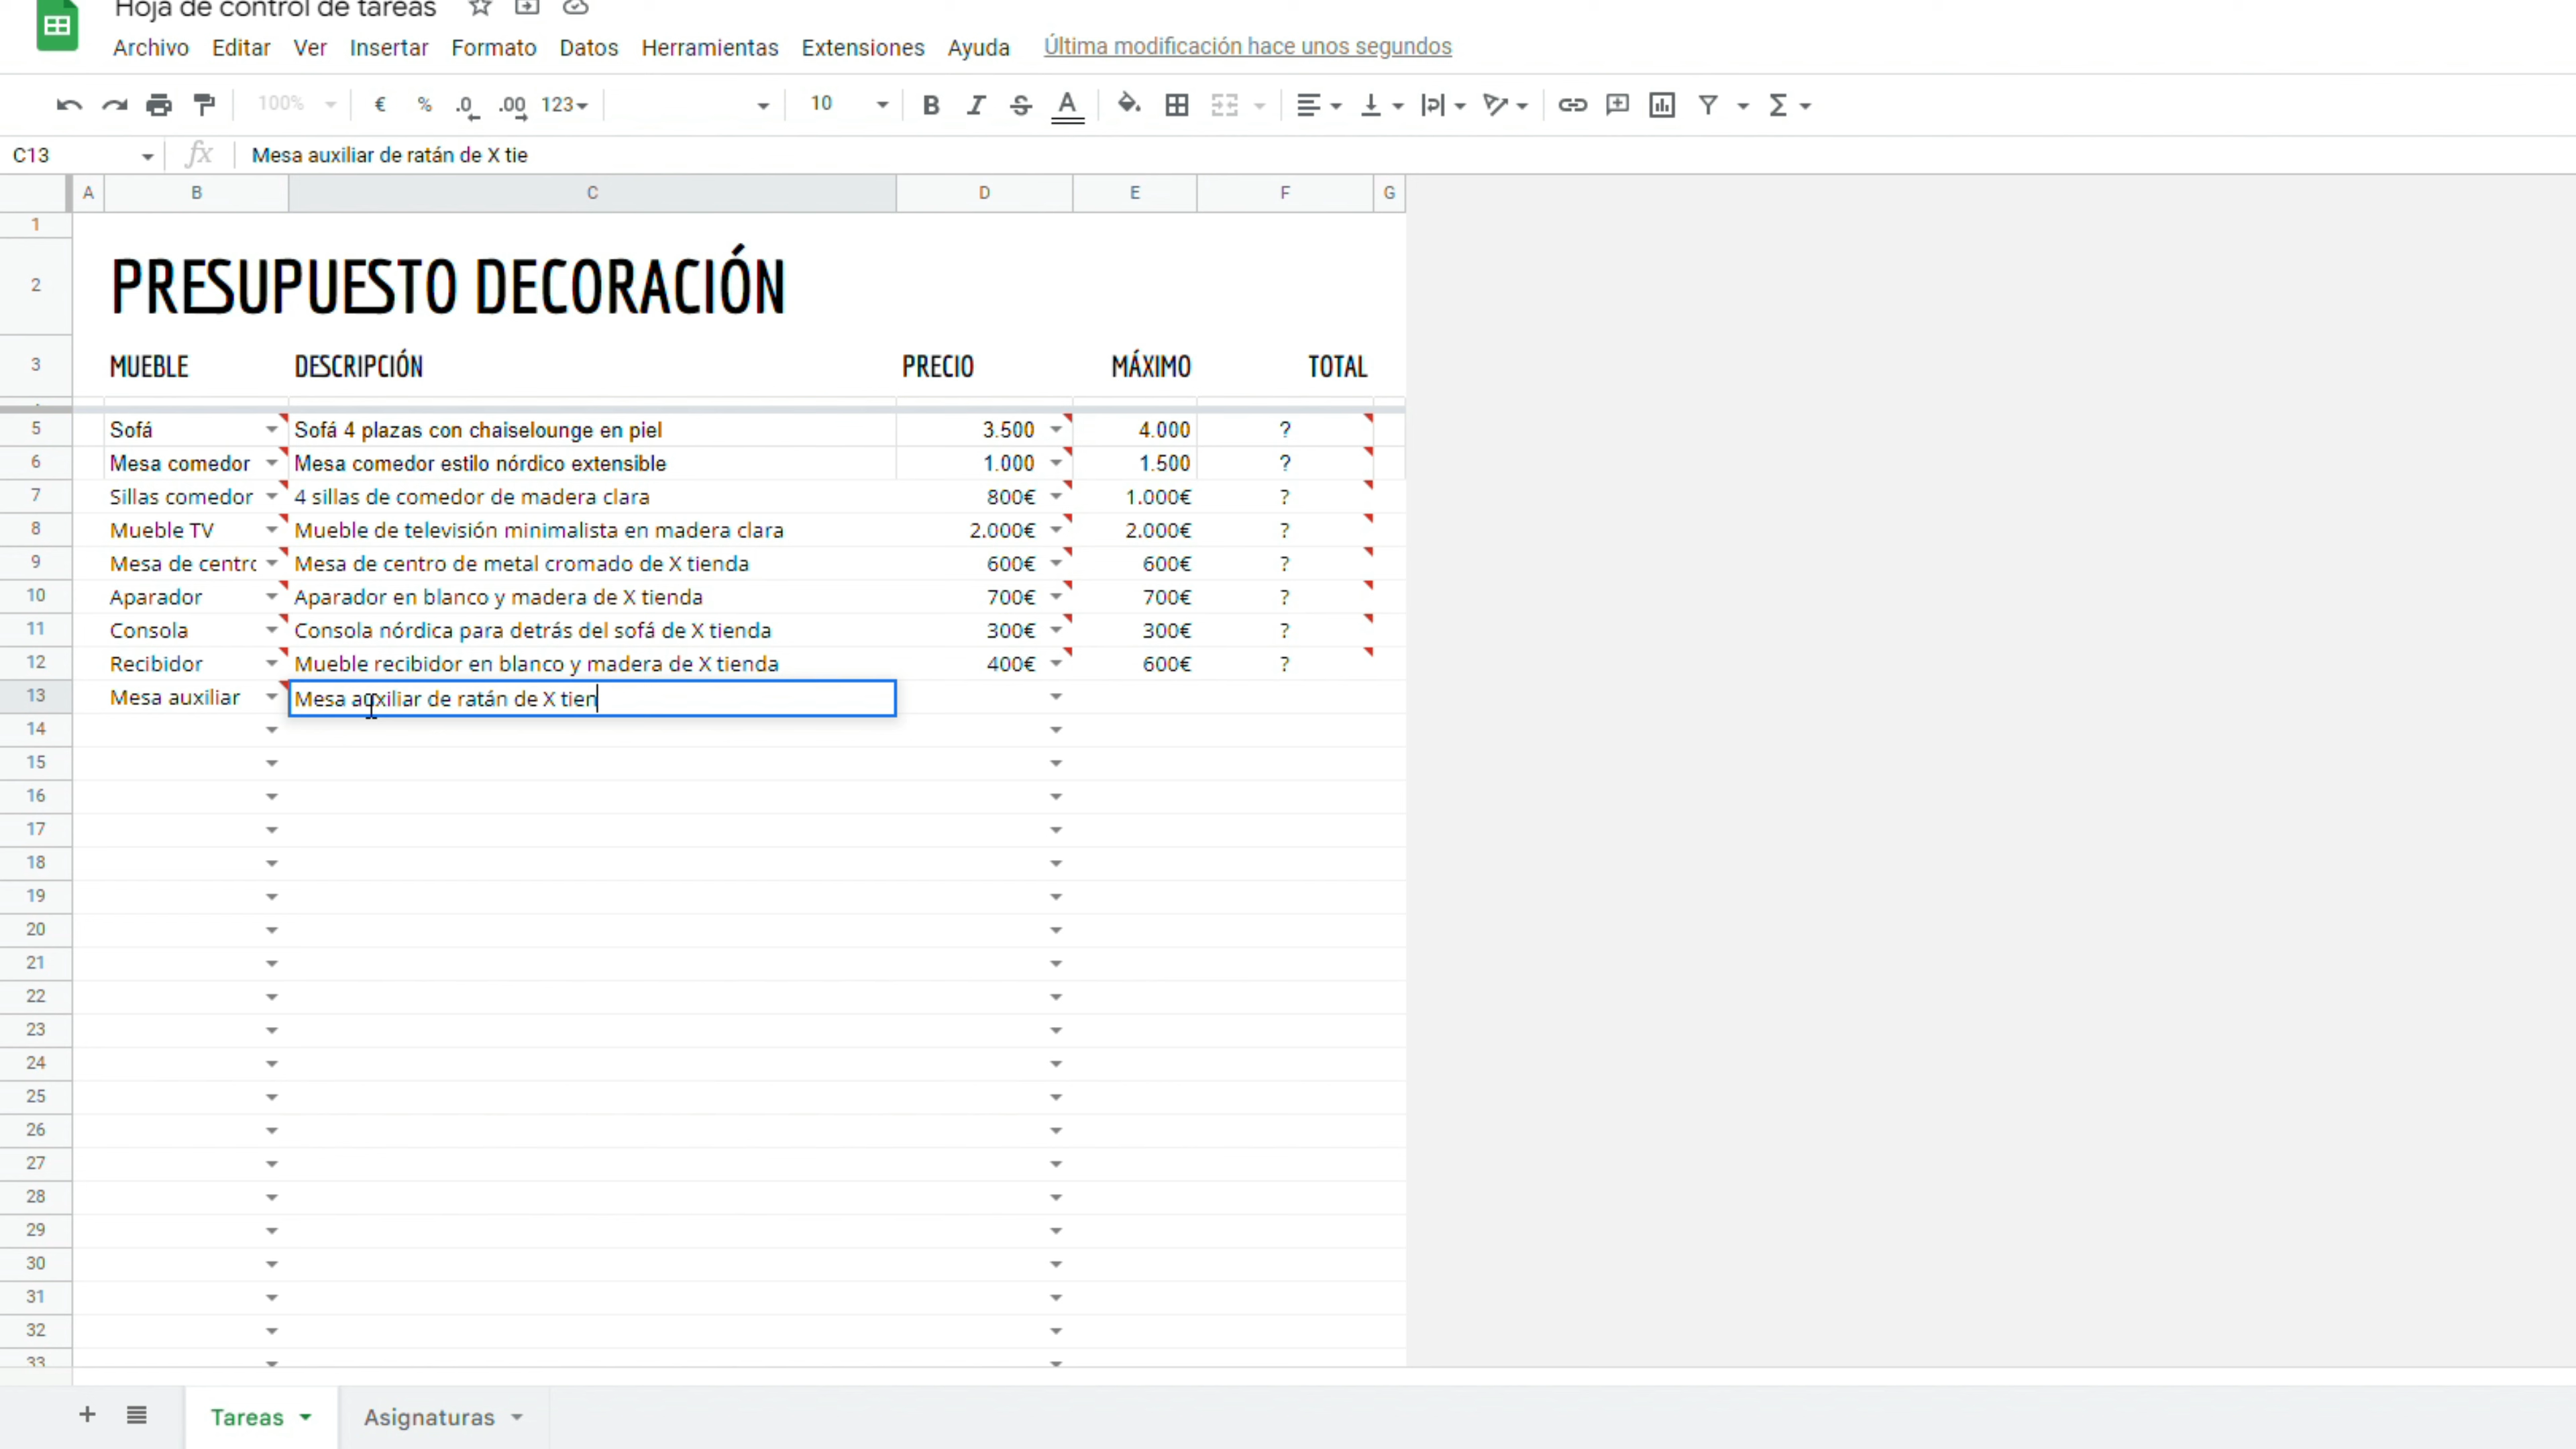 Hoja de control de tareas
Archivo Editar Ver Insertar Formato Datos Herramientas Extensiones Ayuda Última modificación hace unos segundos
100% € % .0 .00 123 10 B I S A Σ
C13 fx Mesa auxiliar de ratán de X tie
A B C D E F G
1
2 PRESUPUESTO DECORACIÓN
3 MUEBLE DESCRIPCIÓN PRECIO MÁXIMO TOTAL
5 Sofá Sofá 4 plazas con chaiselounge en piel 3.500 4.000 ?
6 Mesa comedor Mesa comedor estilo nórdico extensible 1.000 1.500 ?
7 Sillas comedor 4 sillas de comedor de madera clara 800€ 1.000€ ?
8 Mueble TV Mueble de televisión minimalista en madera clara 2.000€ 2.000€ ?
9 Mesa de centro Mesa de centro de metal cromado de X tienda 600€ 600€ ?
10 Aparador Aparador en blanco y madera de X tienda 700€ 700€ ?
11 Consola Consola nórdica para detrás del sofá de X tienda 300€ 300€ ?
12 Recibidor Mueble recibidor en blanco y madera de X tienda 400€ 600€ ?
13 Mesa auxiliar Mesa auxiliar de ratán de X tien
14
15
16
17
18
19
20
21
22
23
24
25
26
27
28
29
30
31
32
33
+ Tareas Asignaturas